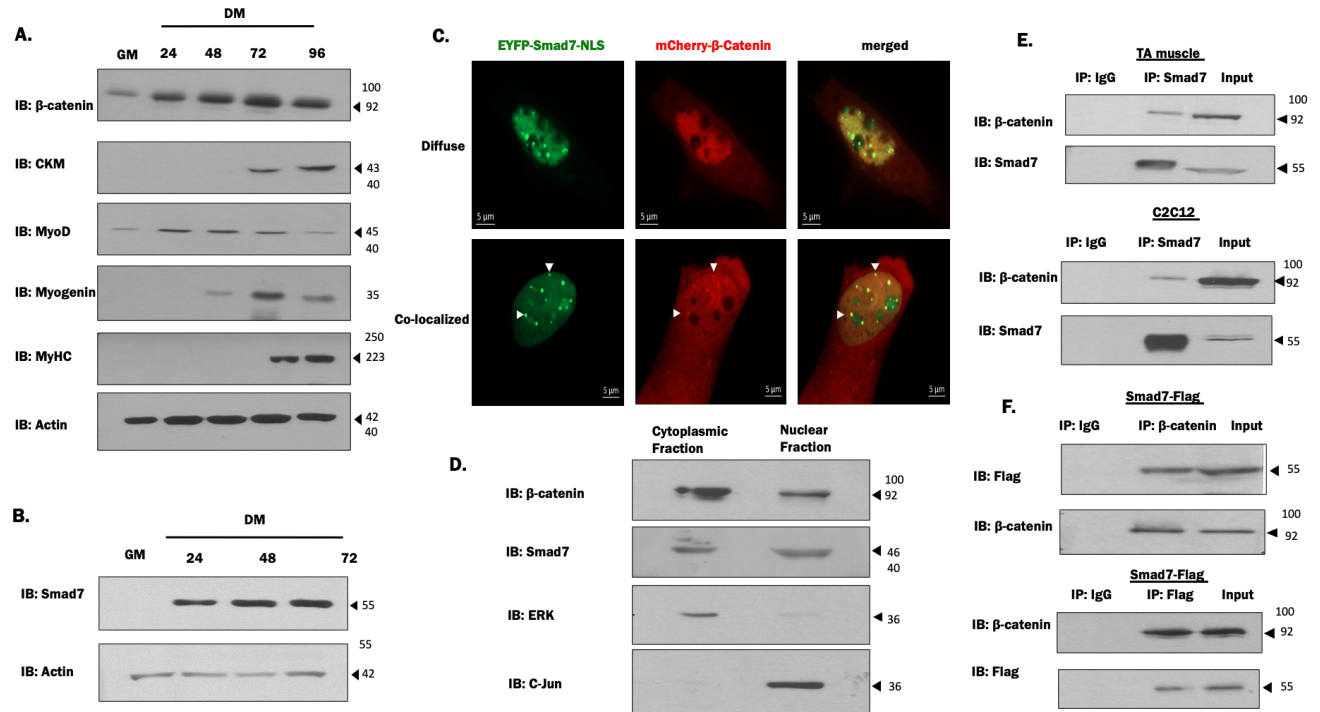 A.
DM
GM 24 48 72 96
IB: β-catenin
100
92
IB: CKM
43
40
IB: MyoD
45
40
IB: Myogenin
35
IB: MyHC
250
223
IB: Actin
42
40
B.
DM
GM 24 48 72
IB: Smad7
55
IB: Actin
55
42
C.
EYFP-Smad7-NLS mCherry-β-Catenin merged
Diffuse
5 µm 5 µm 5 µm
Co-localized
5 µm 5 µm 5 µm
D.
Cytoplasmic Fraction
Nuclear Fraction
IB: β-catenin
100
92
IB: Smad7
46
40
IB: ERK
36
IB: C-Jun
36
E.
TA muscle
IP: IgG IP: Smad7 Input
IB: β-catenin
100
92
IB: Smad7
55
C2C12
IP: IgG IP: Smad7 Input
IB: β-catenin
100
92
IB: Smad7
55
F.
Smad7-Flag
IP: IgG IP: β-catenin Input
IB: Flag
55
IB: β-catenin
100
92
Smad7-Flag
IP: IgG IP: Flag Input
IB: β-catenin
100
92
IB: Flag
55